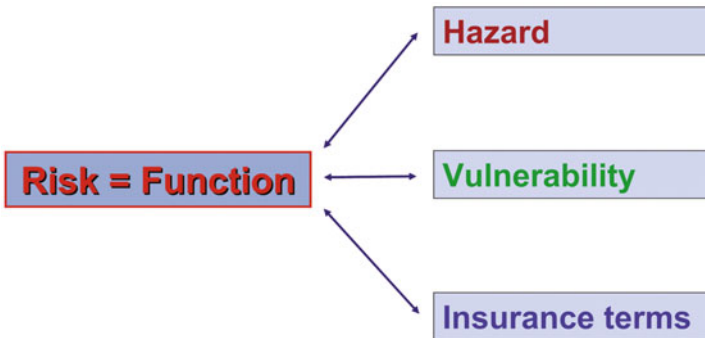 Hazard
Risk = Function
Vulnerability
Insurance terms